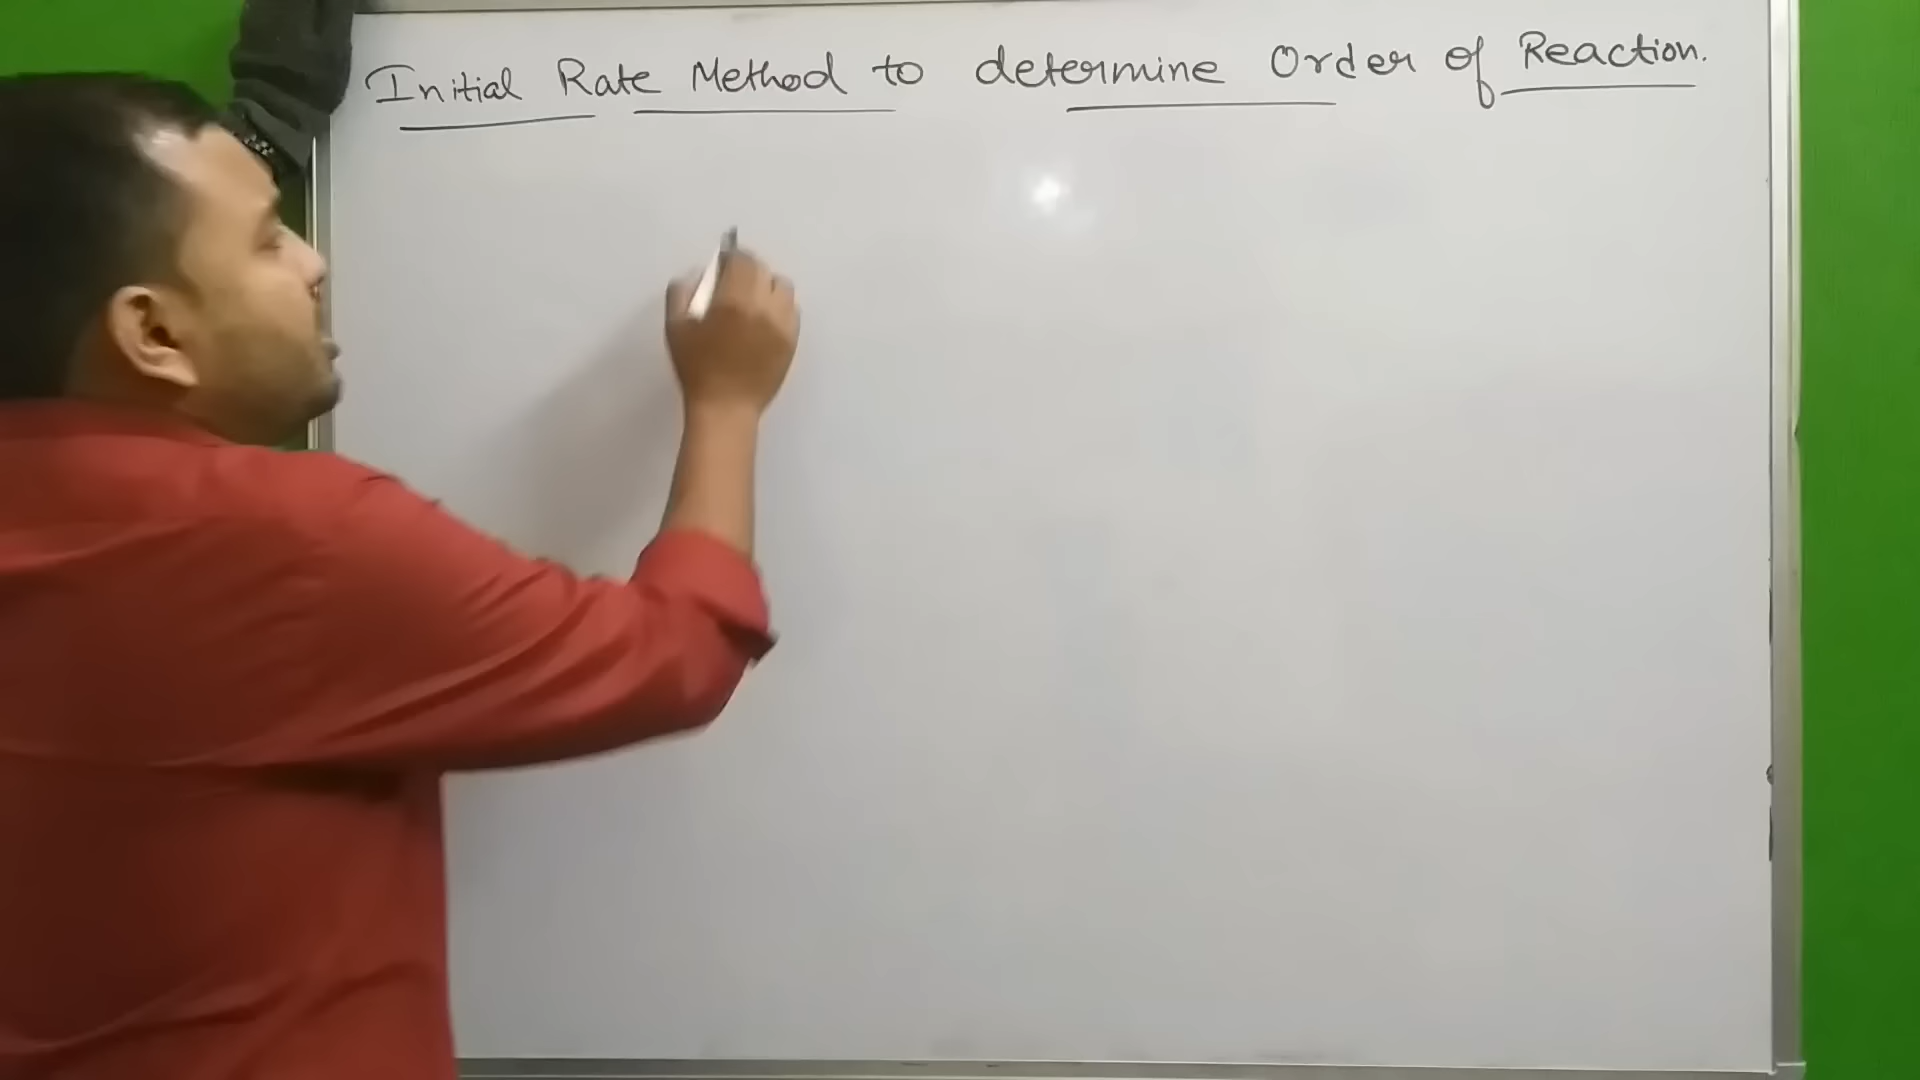 Initial Rate Method to determine Order of Reaction.